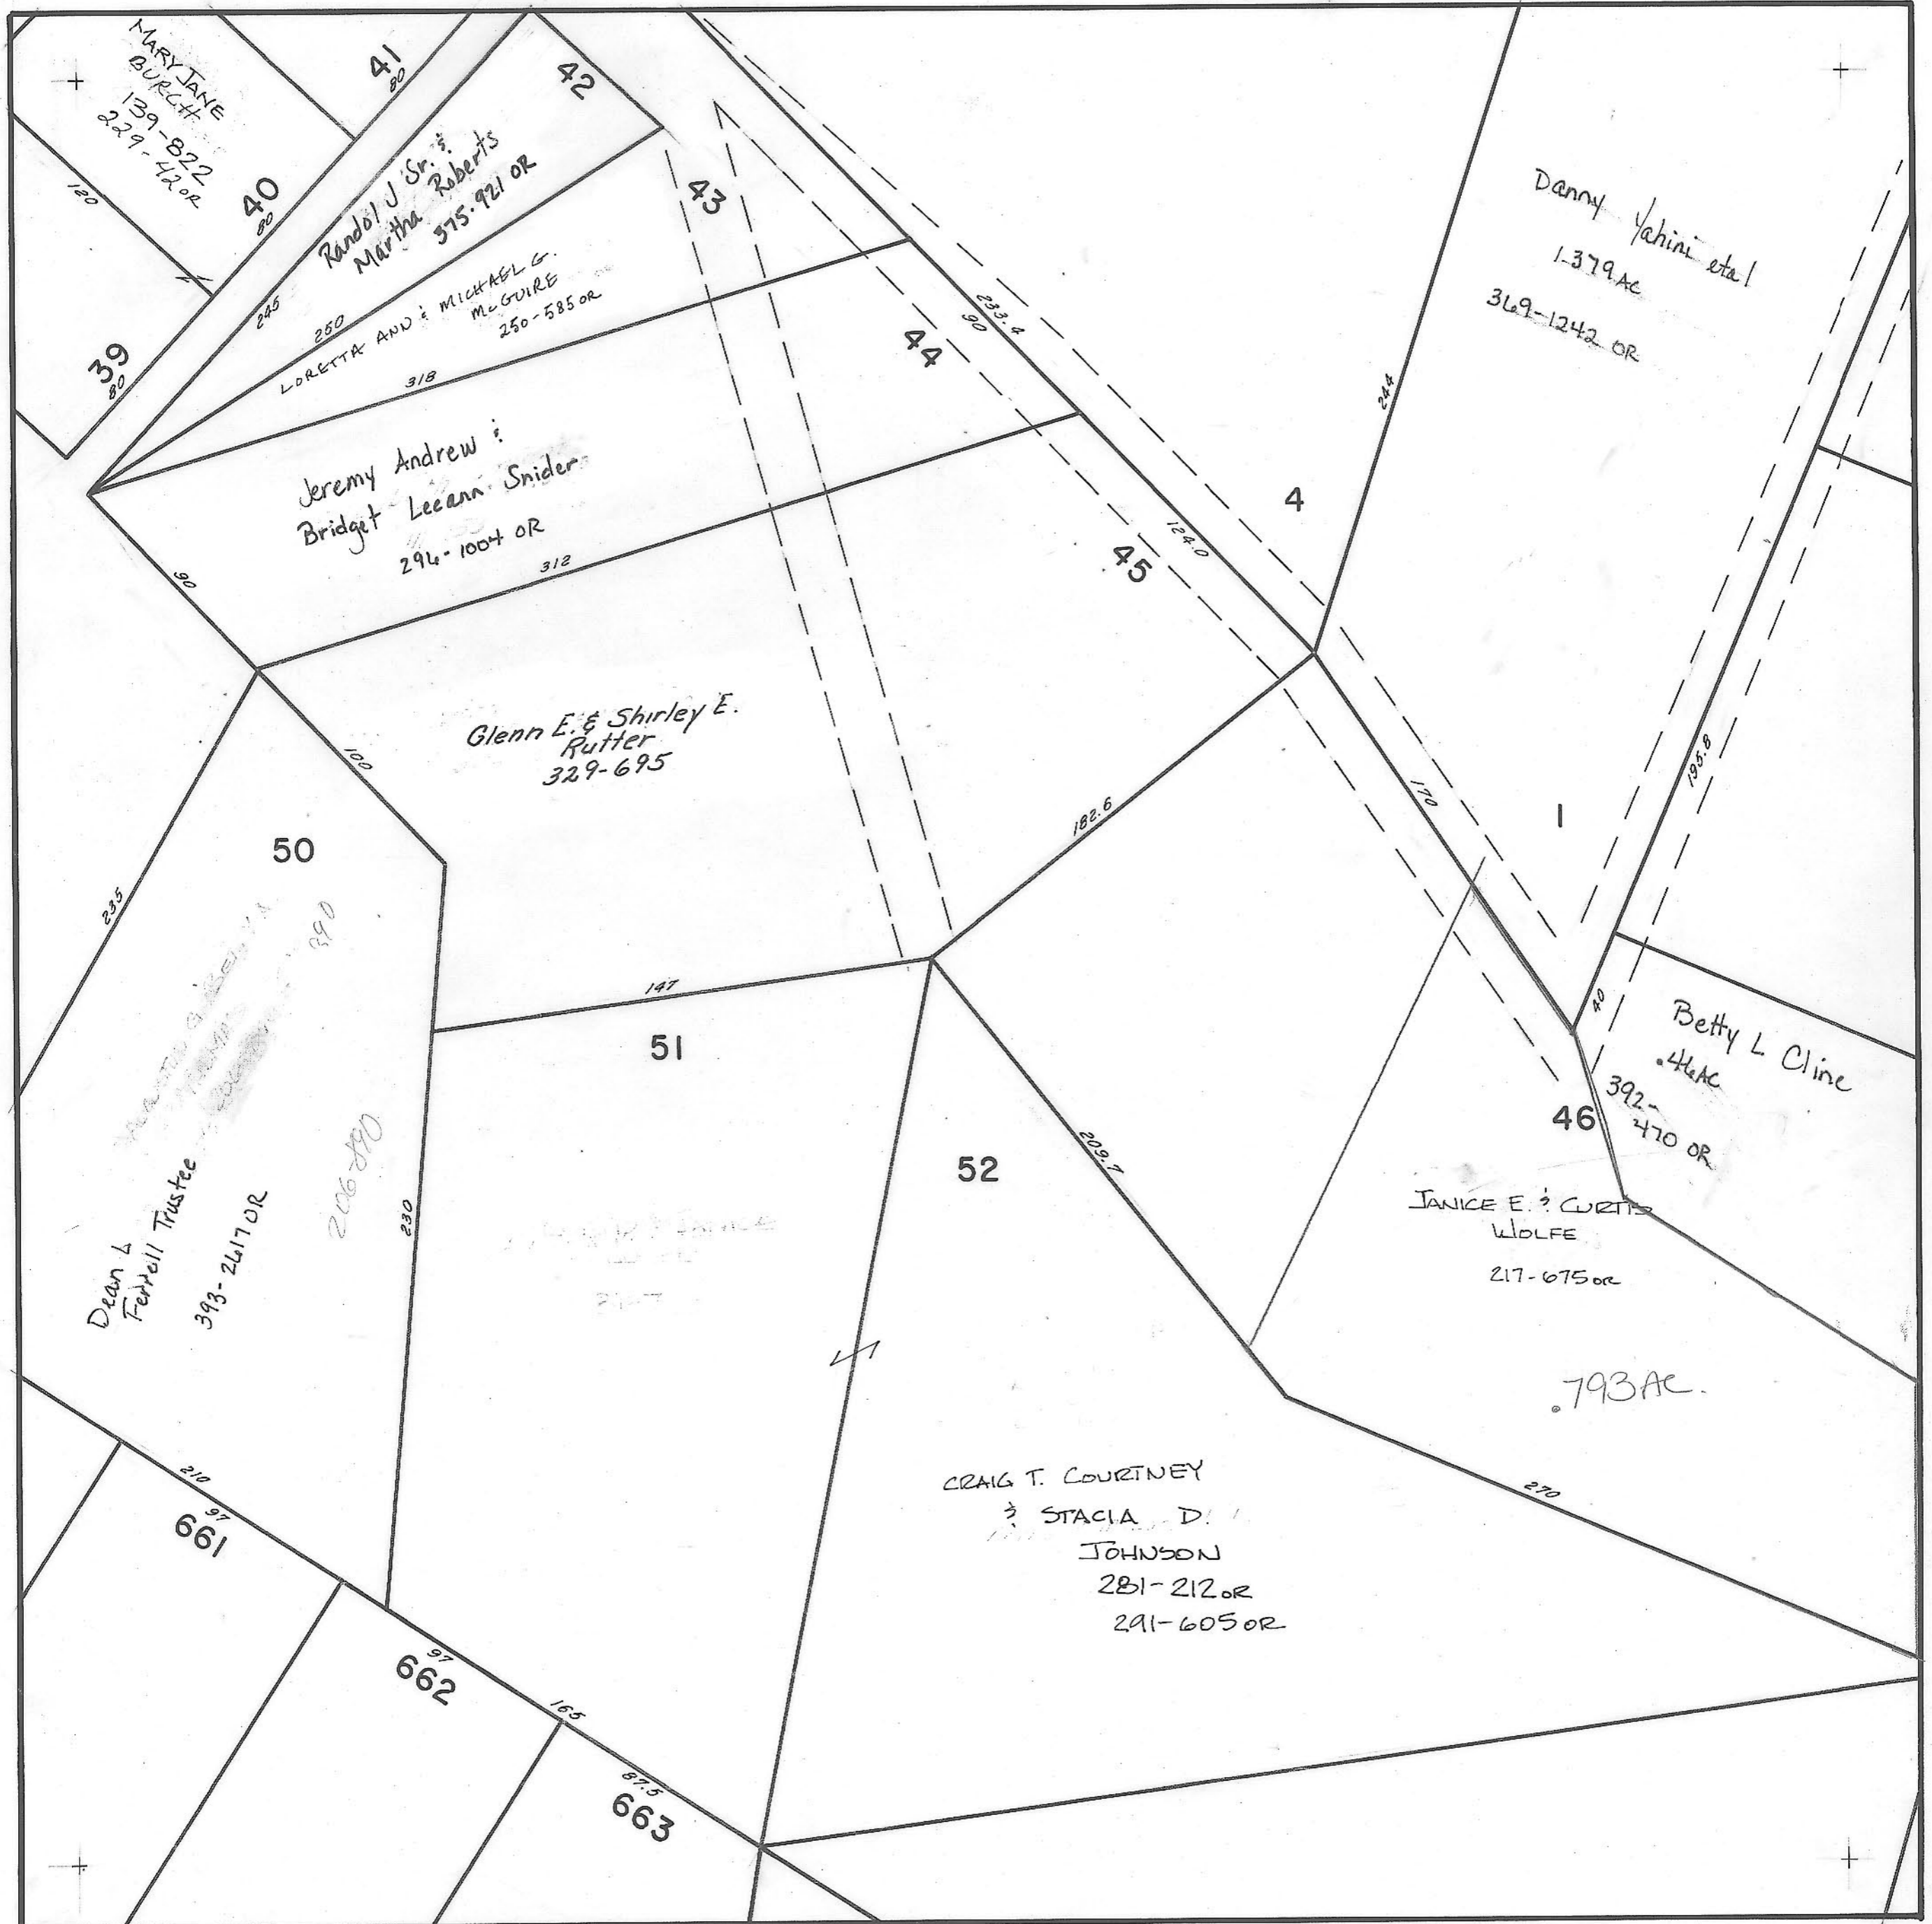 MARY JANE
BURCH
139-822
229-42 OR
120
41
80
40
80
39
80
42
Randol J Sr. &
Martha Roberts
375-921 OR
245
250
43
LORETTA ANN & MICHAEL G.
McGUIRE
250-585 OR
318
233.4
90
44
Jeremy Andrew &
Bridget Leeann Snider
296-1004 OR
312
90
124.0
45
4
244
Danny Yahini etal
1.379 AC
369-1242 OR
Glenn E. & Shirley E.
Rutter
329-695
100
182.6
170
1
195.8
50
235
390
206-890
Dean L
Ferrell Trustee
393-2617 OR
230
147
51
52
209.7
40
Betty L Cline
.46 AC
392-
470 OR
46
JANICE E. & CURTIS
WOLFE
217-675 OR
.793 AC.
270
CRAIG T. COURTNEY
& STACIA D.
JOHNSON
281-212 OR
291-605 OR
210
97
661
97
662
165
87.5
663